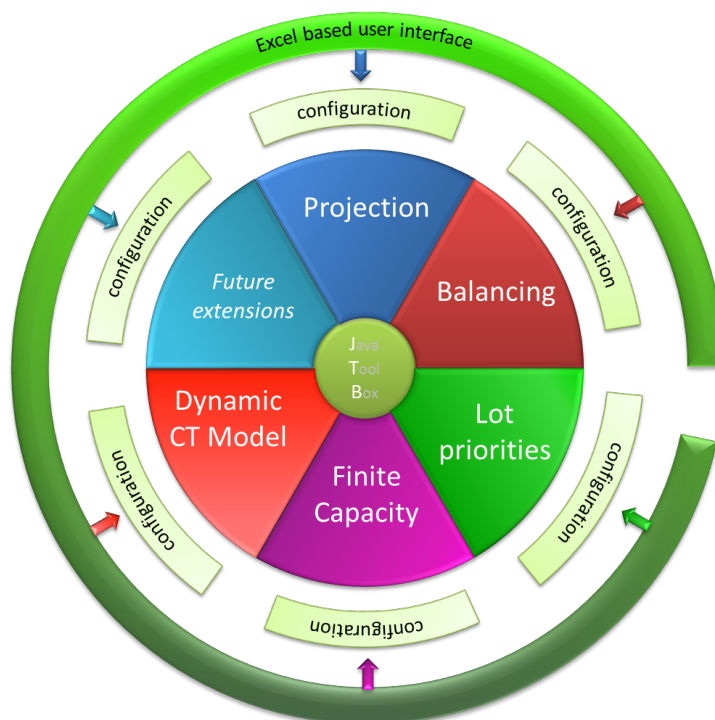 Excel based user interface
configuration
configuration
configuration
Projection
Future
extensions
Balancing
Java
Tool
Box
Dynamic
CT Model
Lot
priorities
Finite
Capacity
configuration
configuration
configuration